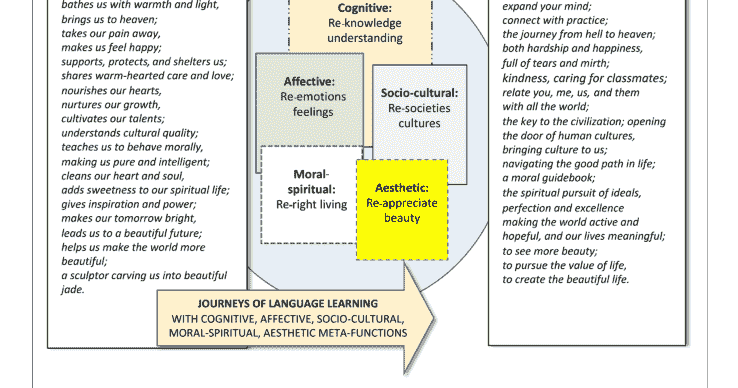 bathes us with warmth and light,
brings us to heaven;
takes our pain away,
makes us feel happy;
supports, protects, and shelters us;
shares warm-hearted care and love;
nourishes our hearts,
nurtures our growth,
cultivates our talents;
understands cultural quality;
teaches us to behave morally,
making us pure and intelligent;
cleans our heart and soul,
adds sweetness to our spiritual life;
gives inspiration and power;
makes our tomorrow bright,
leads us to a beautiful future;
helps us make the world more
beautiful;
a sculptor carving us into beautiful
jade.
Cognitive:
Re-knowledge
understanding
Affective:
Re-emotions
feelings
Socio-cultural:
Re-societies
cultures
Moral-
spiritual:
Re-right living
Aesthetic:
Re-appreciate
beauty
JOURNEYS OF LANGUAGE LEARNING
WITH COGNITIVE, AFFECTIVE, SOCIO-CULTURAL,
MORAL-SPIRITUAL, AESTHETIC META-FUNCTIONS
expand your mind;
connect with practice;
the journey from hell to heaven;
both hardship and happiness,
full of tears and mirth;
kindness, caring for classmates;
relate you, me, us, and them
with all the world;
the key to the civilization; opening
the door of human cultures,
bringing culture to us;
navigating the good path in life;
a moral guidebook;
the spiritual pursuit of ideals,
perfection and excellence
making the world active and
hopeful, and our lives meaningful;
to see more beauty;
to pursue the value of life,
to create the beautiful life.